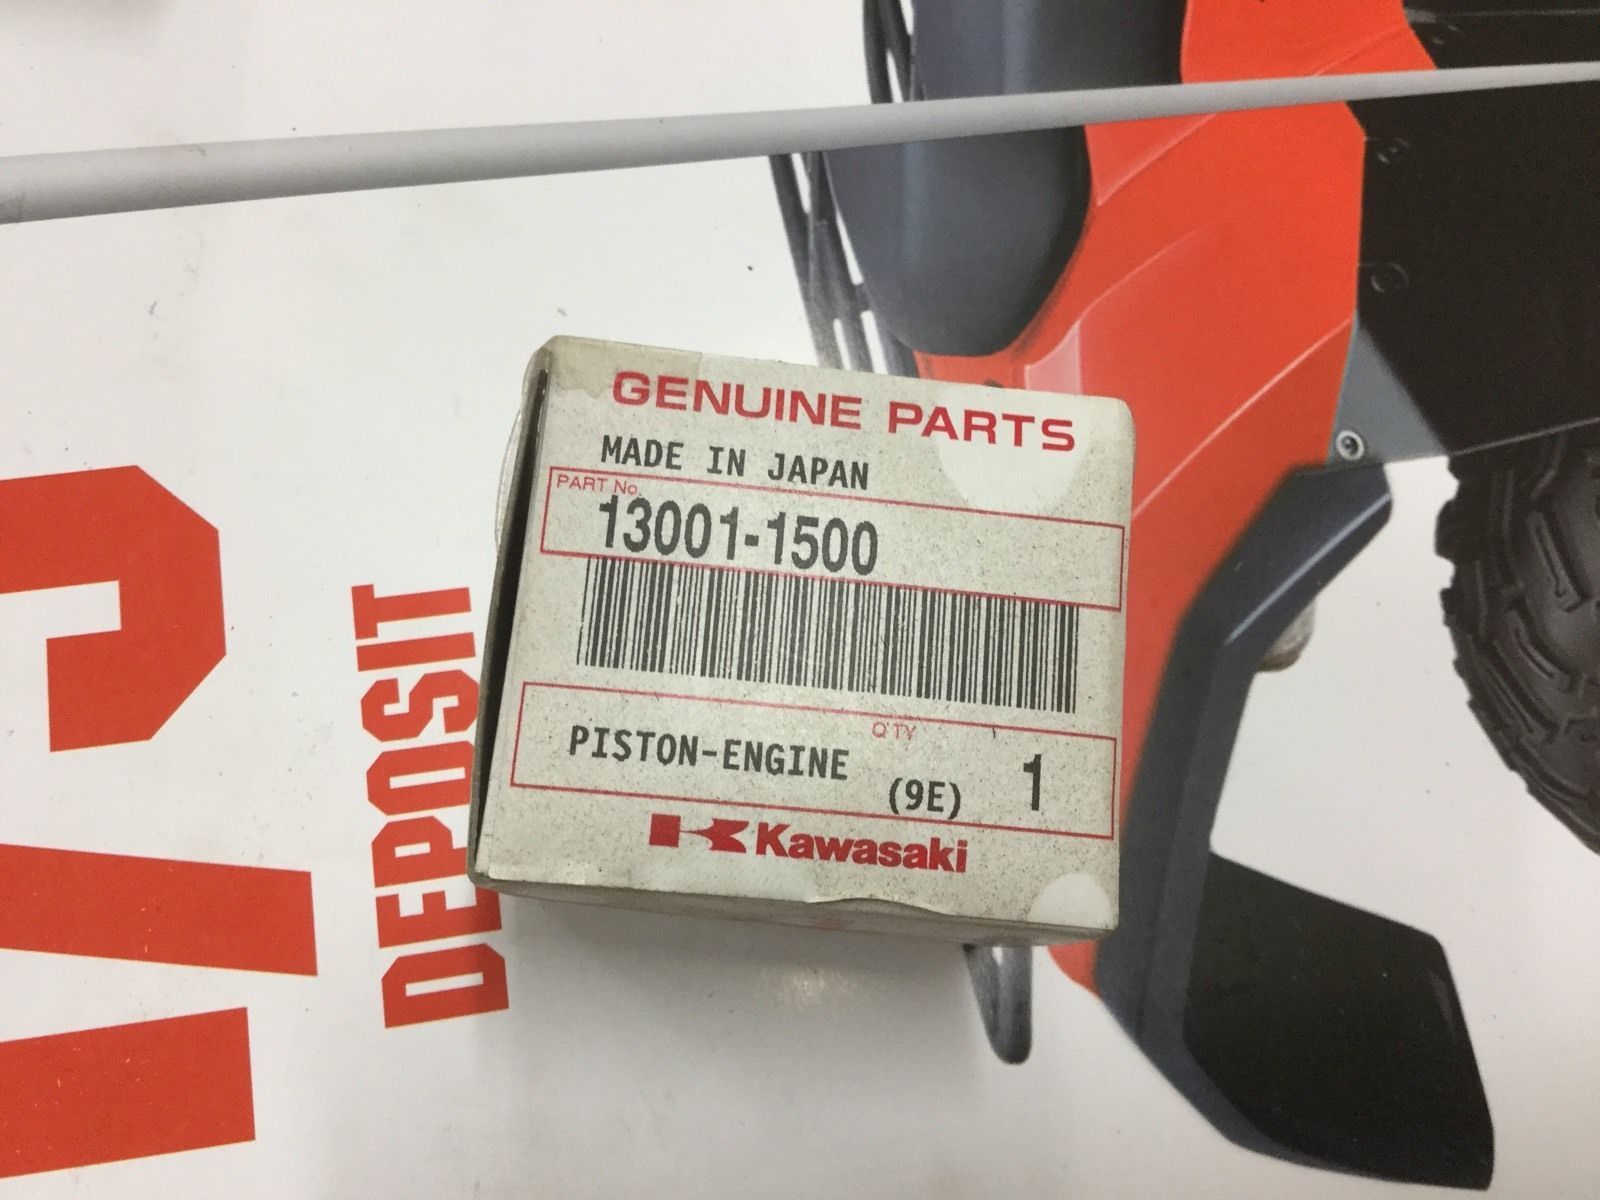 GENUINE PARTS
MADE IN JAPAN
PART No.
13001-1500
PISTON-ENGINE
Q'TY
(9E) 1
Kawasaki
DEPOSIT